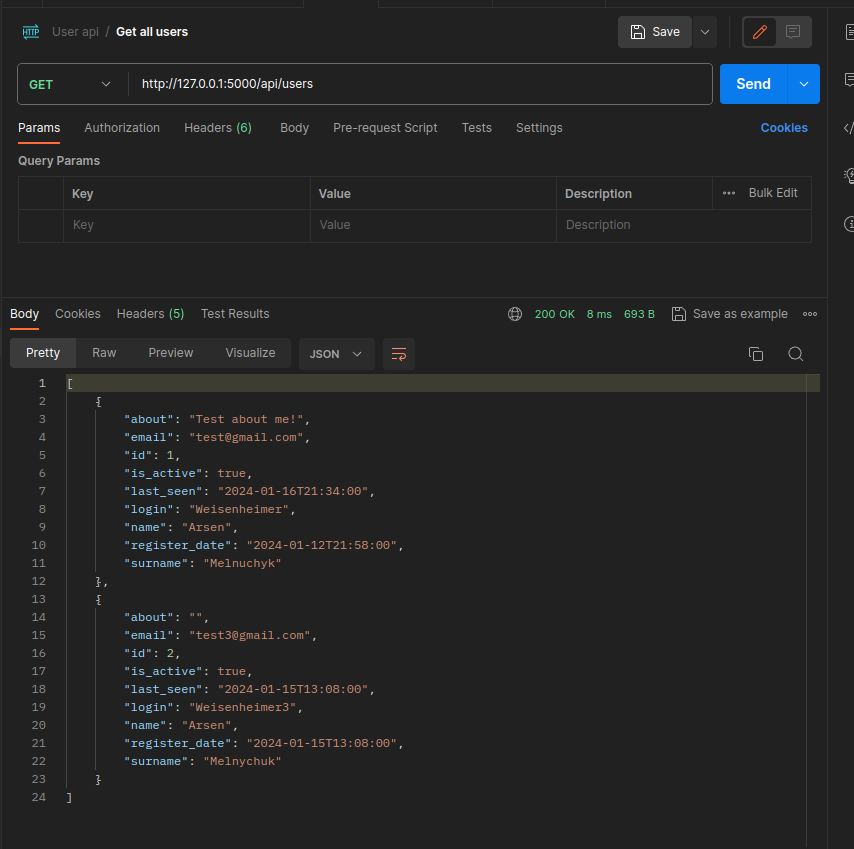 HTTP User api / Get all users Save
GET http://127.0.0.1:5000/api/users Send
Params Authorization Headers (6) Body Pre-request Script Tests Settings Cookies
Query Params
Key Value Description ••• Bulk Edit
Key Value Description
Body Cookies Headers (5) Test Results 200 OK 8 ms 693 B Save as example
Pretty Raw Preview Visualize JSON
1 [
2 {
3 "about": "Test about me!",
4 "email": "test@gmail.com",
5 "id": 1,
6 "is_active": true,
7 "last_seen": "2024-01-16T21:34:00",
8 "login": "Weisenheimer",
9 "name": "Arsen",
10 "register_date": "2024-01-12T21:58:00",
11 "surname": "Melnuchyk"
12 },
13 {
14 "about": "",
15 "email": "test3@gmail.com",
16 "id": 2,
17 "is_active": true,
18 "last_seen": "2024-01-15T13:08:00",
19 "login": "Weisenheimer3",
20 "name": "Arsen",
21 "register_date": "2024-01-15T13:08:00",
22 "surname": "Melnychuk"
23 }
24 ]